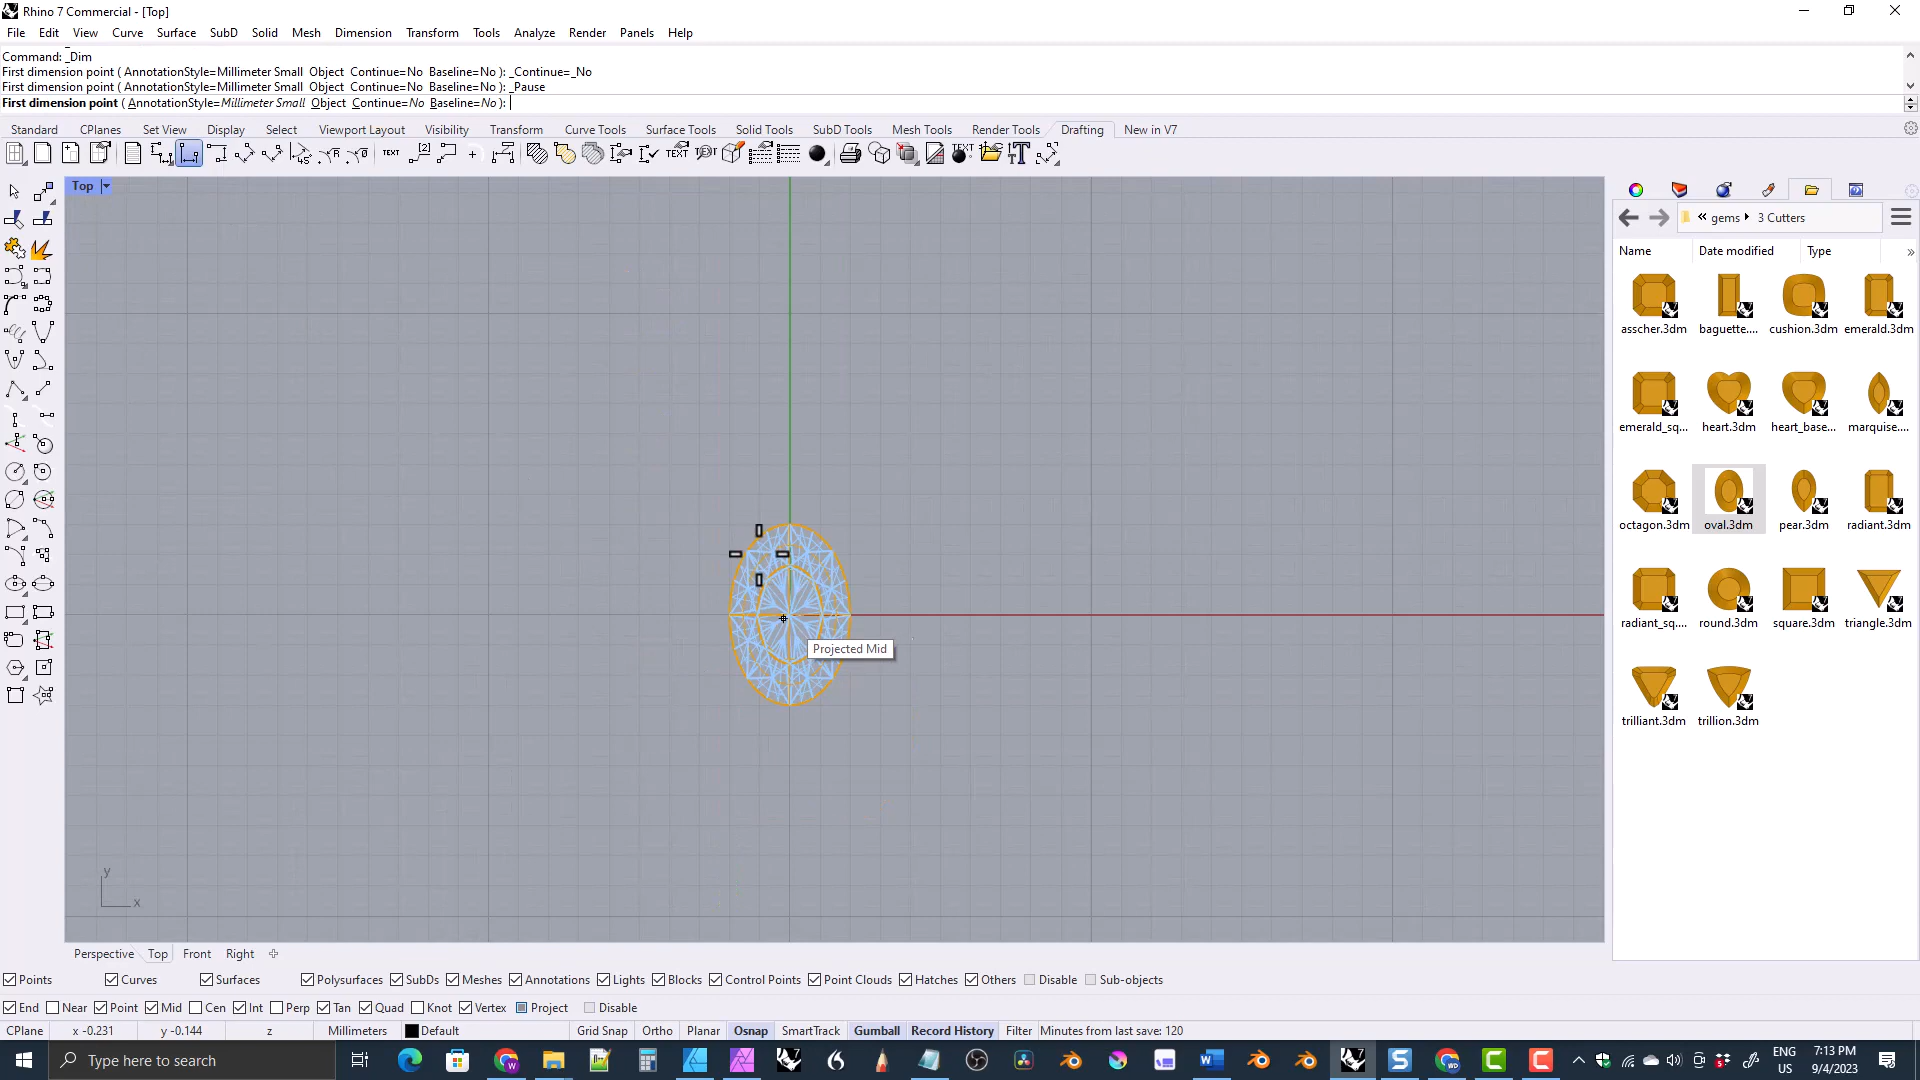 Rhino 7 Commercial - [Top]
File Edit View Curve Surface SubD Solid Mesh Dimension Transform Tools Analyze Render Panels Help
Command: _Dim
First dimension point ( AnnotationStyle=Millimeter Small Object Continue=No Baseline=No ): _Continue=_No
First dimension point ( AnnotationStyle=Millimeter Small Object Continue=No Baseline=No ): _Pause
First dimension point ( AnnotationStyle=Millimeter Small Object Continue=No Baseline=No ):
Standard CPlanes Set View Display Select Viewport Layout Visibility Transform Curve Tools Surface Tools Solid Tools SubD Tools Mesh Tools Render Tools Drafting New in V7
Top
« gems 3 Cutters
Name Date modified Type »
asscher.3dm baguette.... cushion.3dm emerald.3dm
emerald_sq... heart.3dm heart_base... marquise....
octagon.3dm oval.3dm pear.3dm radiant.3dm
radiant_sq.... round.3dm square.3dm triangle.3dm
trilliant.3dm trillion.3dm
Projected Mid
y
x
Perspective Top Front Right
Points Curves Surfaces Polysurfaces SubDs Meshes Annotations Lights Blocks Control Points Point Clouds Hatches Others Disable Sub-objects
End Near Point Mid Cen Int Perp Tan Quad Knot Vertex Project Disable
CPlane x -0.231 y -0.144 z Millimeters Default Grid Snap Ortho Planar Osnap SmartTrack Gumball Record History Filter Minutes from last save: 120
Type here to search
ENG
US
7:13 PM
9/4/2023